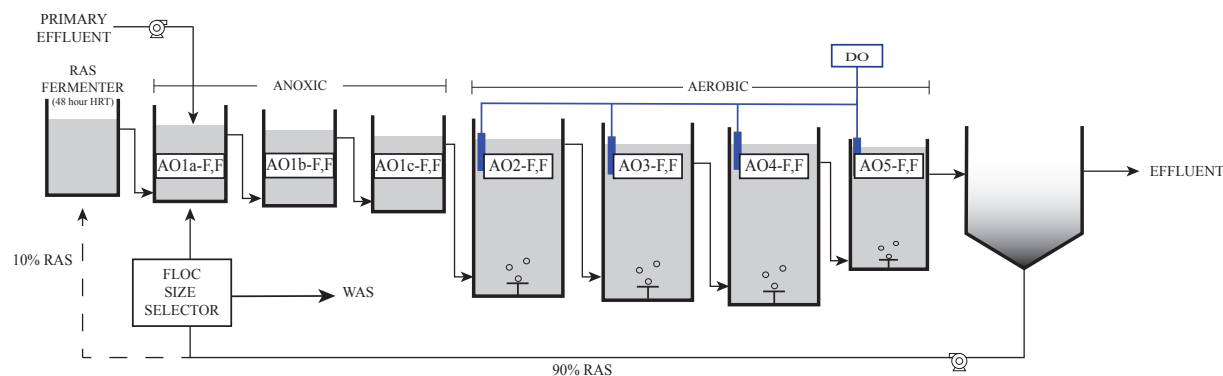 PRIMARY
EFFLUENT
RAS
FERMENTER
(48 hour HRT)
ANOXIC
AEROBIC
DO
AO1a-F,F
AO1b-F,F
AO1c-F,F
AO2-F,F
AO3-F,F
AO4-F,F
AO5-F,F
EFFLUENT
10% RAS
FLOC
SIZE
SELECTOR
WAS
90% RAS